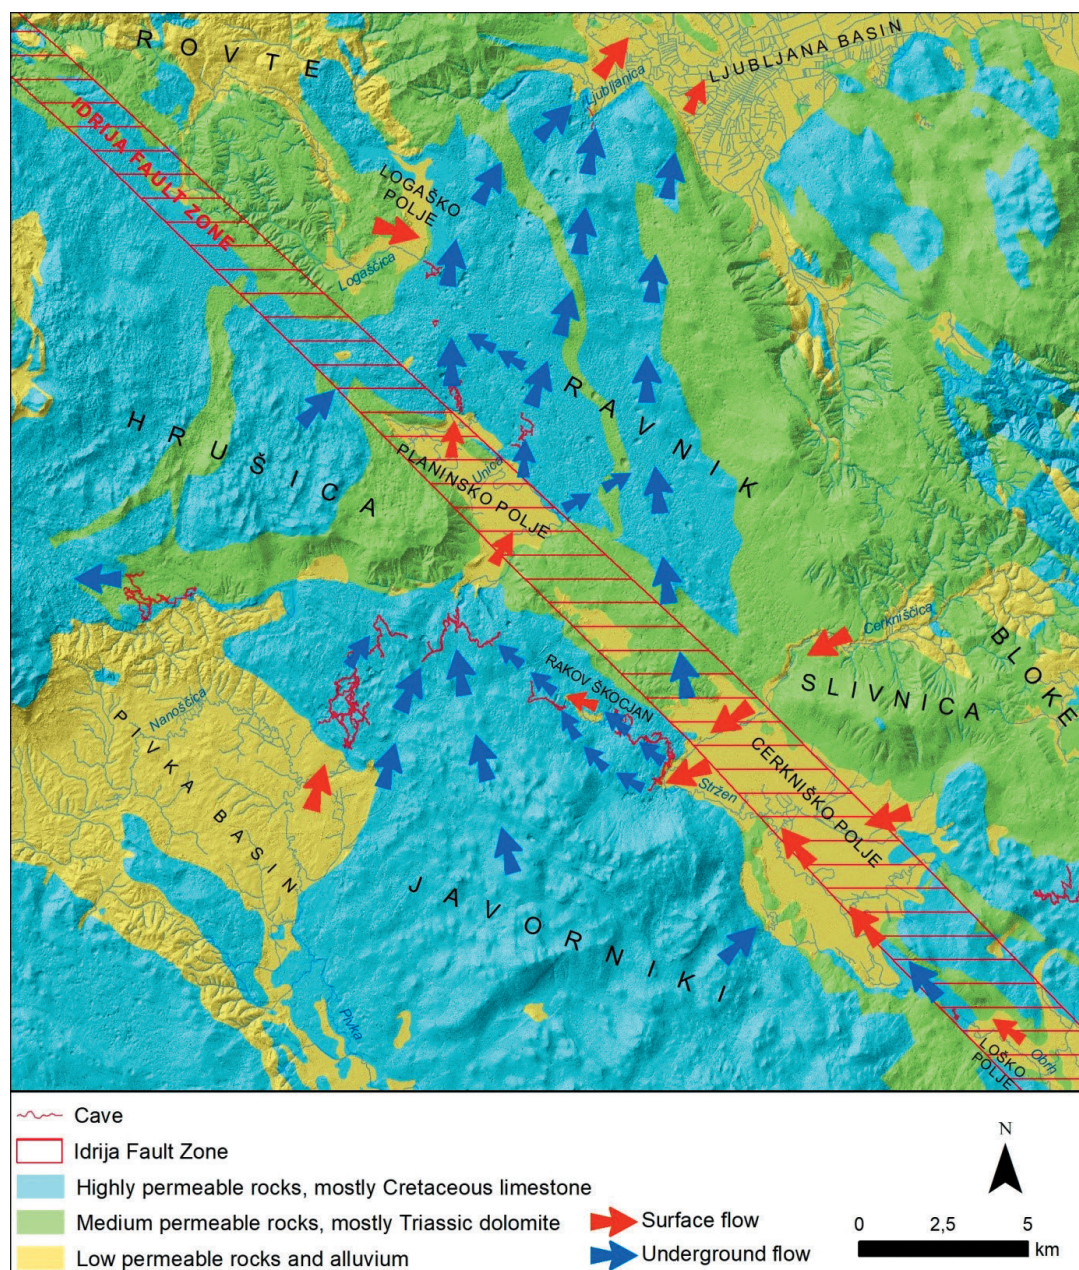 ROVTE
LJUBLJANA BASIN
Ljubljanica
IDRIJA FAULT ZONE
LOGAŠKO
POLJE
Logaščica
HRUŠICA
RAVNIK
PLANINSKO POLJE
Unica
Cerkniščica
BLOKE
SLIVNICA
RAKOV ŠKOCJAN
Nanoščica
PIVKA BASIN
CERKNIŠKO POLJE
Stržen
JAVORNIKI
Pivka
LOŠKO
POLJE
Obrh
Cave
Idrija Fault Zone
Highly permeable rocks, mostly Cretaceous limestone
Medium permeable rocks, mostly Triassic dolomite
Low permeable rocks and alluvium
Surface flow
Underground flow
N
0 2,5 5
km